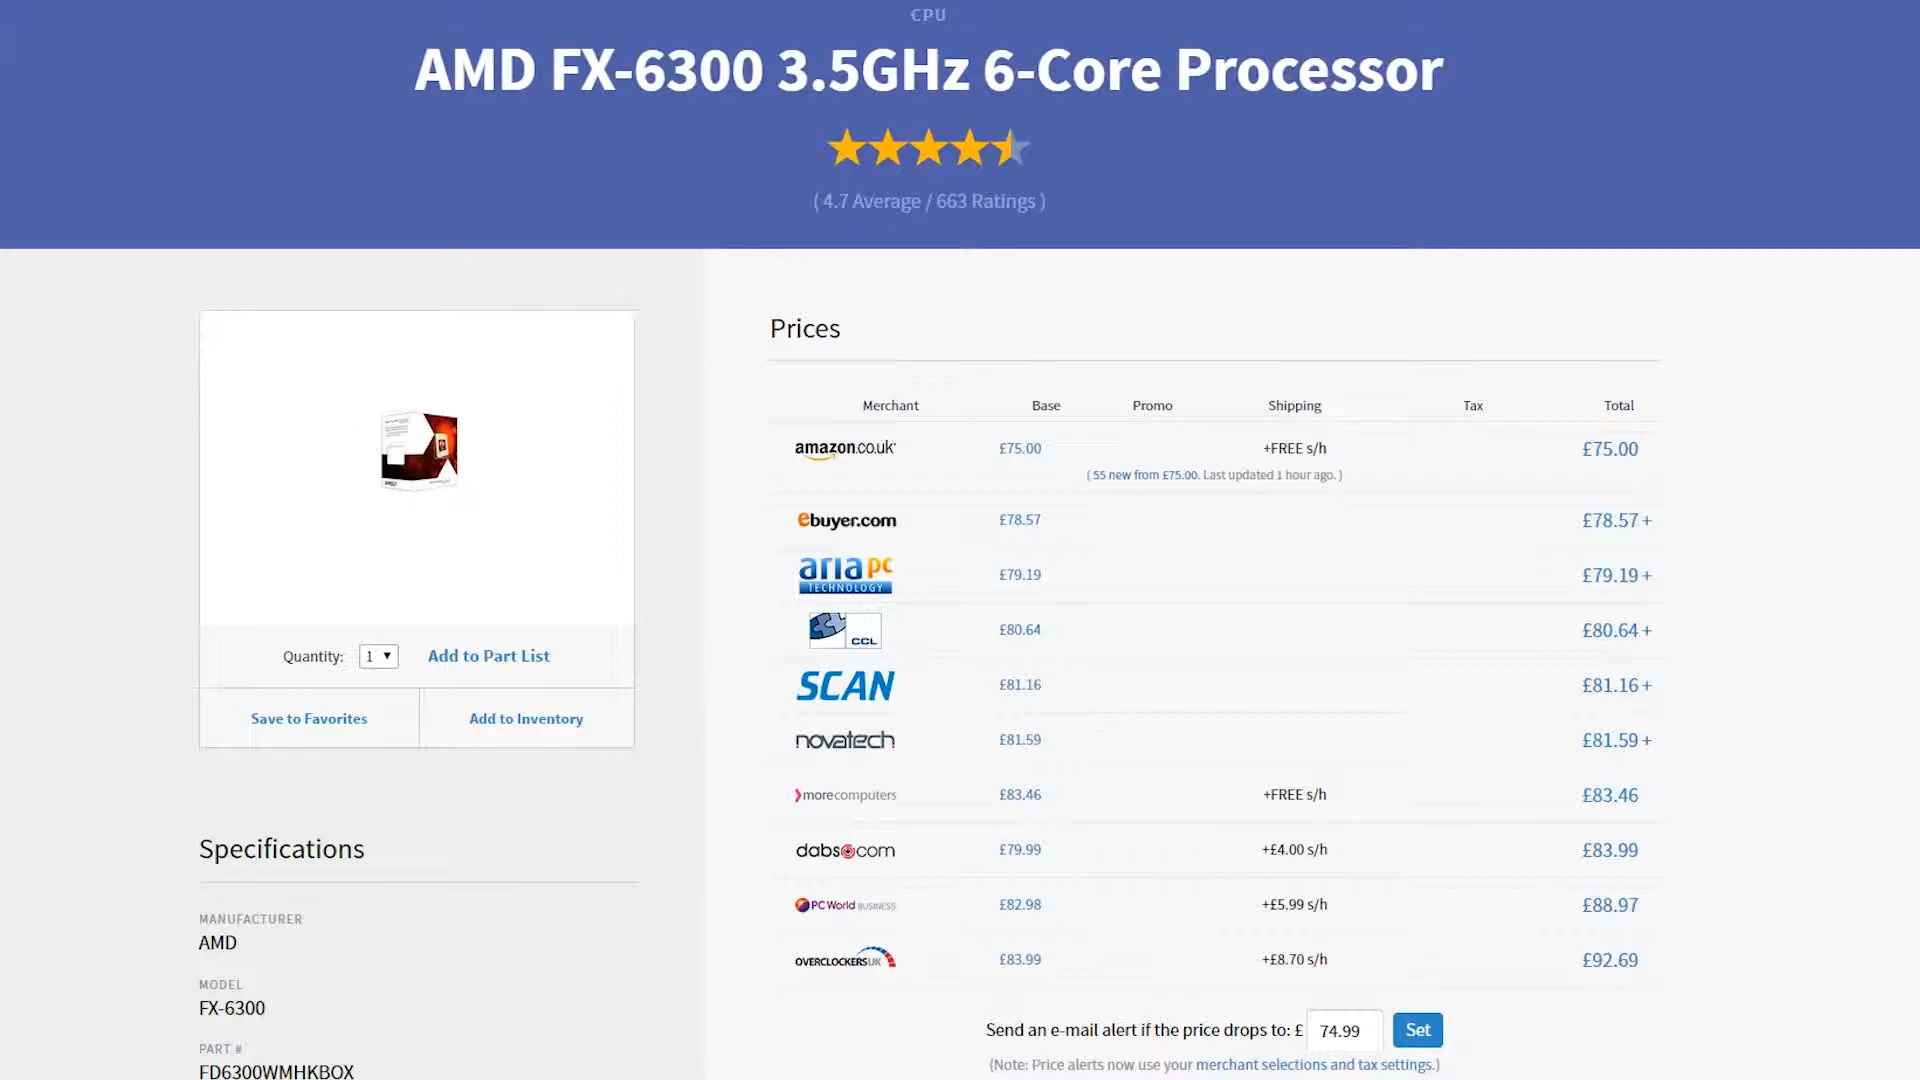 CPU
AMD FX-6300 3.5GHz 6-Core Processor
( 4.7 Average / 663 Ratings )
Quantity: 1 Add to Part List
Save to Favorites Add to Inventory
Specifications
MANUFACTURER
AMD
MODEL
FX-6300
PART #
FD6300WMHKBOX
Prices
Merchant Base Promo Shipping Tax Total
amazon.co.uk £75.00 +FREE s/h £75.00
( 55 new from £75.00. Last updated 1 hour ago. )
ebuyer.com £78.57 £78.57 +
aria pc TECHNOLOGY £79.19 £79.19 +
CCL £80.64 £80.64 +
SCAN £81.16 £81.16 +
novatech £81.59 £81.59 +
morecomputers £83.46 +FREE s/h £83.46
dabs.com £79.99 +£4.00 s/h £83.99
PC World BUSINESS £82.98 +£5.99 s/h £88.97
OVERCLOCKERS UK £83.99 +£8.70 s/h £92.69
Send an e-mail alert if the price drops to: £ 74.99 Set
(Note: Price alerts now use your merchant selections and tax settings.)